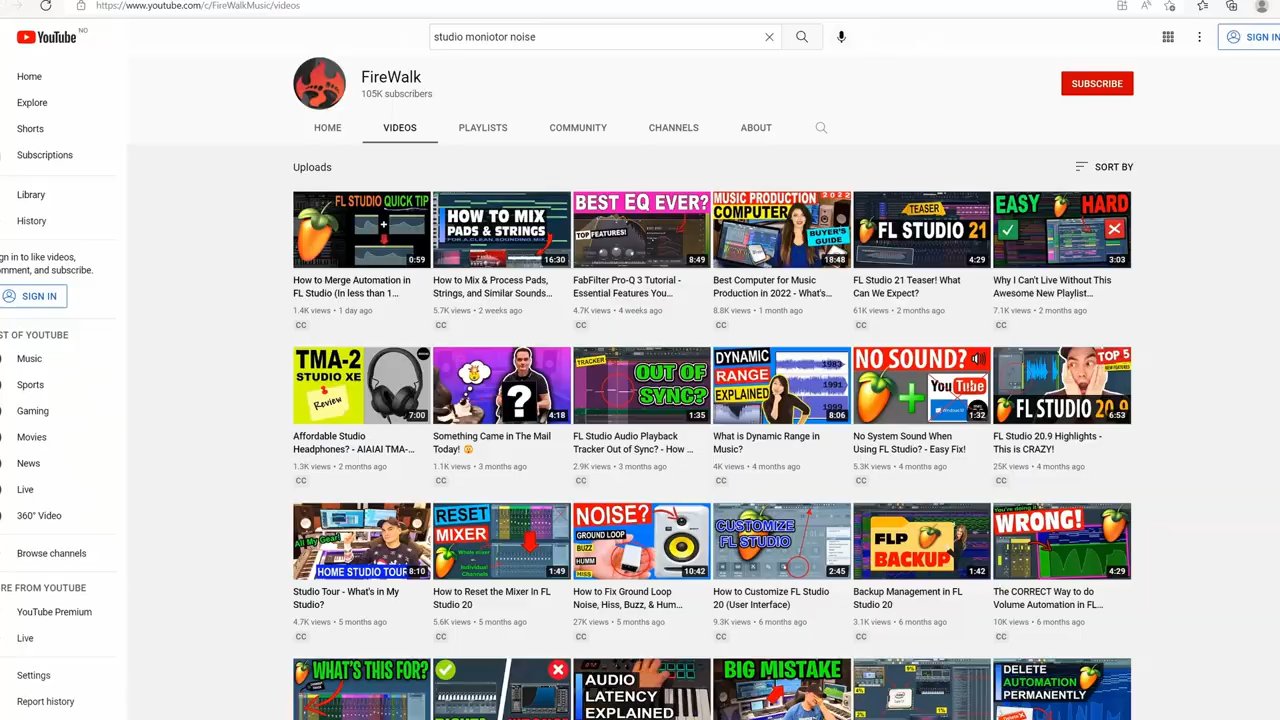 https://www.youtube.com/c/FireWalkMusic/videos
YouTube NO
studio moniotor noise
SIGN IN
Home
Explore
Shorts
Subscriptions
Library
History
ign in to like videos,
omment, and subscribe.
SIGN IN
ST OF YOUTUBE
Music
Sports
Gaming
Movies
News
Live
360° Video
Browse channels
RE FROM YOUTUBE
YouTube Premium
Live
Settings
Report history
FireWalk
105K subscribers
SUBSCRIBE
HOME
VIDEOS
PLAYLISTS
COMMUNITY
CHANNELS
ABOUT
Uploads
SORT BY
FL STUDIO QUICK TIP
0:59
How to Merge Automation in
FL Studio (In less than 1...
1.4K views • 1 day ago
CC
HOW TO MIX
PADS & STRINGS
FOR A CLEAN SOUNDING MIX
16:30
How to Mix & Process Pads,
Strings, and Similar Sounds...
5.7K views • 2 weeks ago
CC
BEST EQ EVER?
TOP FEATURES!
8:49
FabFilter Pro-Q 3 Tutorial -
Essential Features You...
4.7K views • 4 weeks ago
CC
MUSIC PRODUCTION 2022
COMPUTER
BUYER'S
GUIDE
18:48
Best Computer for Music
Production in 2022 - What's...
8.8K views • 1 month ago
CC
TEASER
FL STUDIO 21
4:29
FL Studio 21 Teaser! What
Can We Expect?
61K views • 2 months ago
CC
EASY HARD
3:03
Why I Can't Live Without This
Awesome New Playlist...
7.1K views • 2 months ago
CC
TMA-2
STUDIO XE
Review
7:00
Affordable Studio
Headphones? - AIAIAI TMA-...
1.3K views • 2 months ago
CC
?
4:18
Something Came in The Mail
Today! 🫣
1.1K views • 3 months ago
CC
TRACKER
OUT OF
SYNC?
1:35
FL Studio Audio Playback
Tracker Out of Sync? - How ...
2.9K views • 3 months ago
CC
DYNAMIC
RANGE
EXPLAINED
1983
1991
8:06
What is Dynamic Range in
Music?
4K views • 4 months ago
CC
NO SOUND?
YouTube
1:32
No System Sound When
Using FL Studio? - Easy Fix!
5.3K views • 4 months ago
CC
TOP 5
NEW FEATURES
FL STUDIO 20.9
6:53
FL Studio 20.9 Highlights -
This is CRAZY!
25K views • 4 months ago
CC
All My Gear!
HOME STUDIO TOUR
8:10
Studio Tour - What's in My
Studio?
4.7K views • 5 months ago
CC
RESET
MIXER
Whole mixer
Individual
Channels
1:49
How to Reset the Mixer In FL
Studio 20
5.6K views • 5 months ago
CC
NOISE?
GROUND LOOP
BUZZ
HUMM
HISS
10:42
How to Fix Ground Loop
Noise, Hiss, Buzz, & Hum...
27K views • 5 months ago
CC
CUSTOMIZE
FL STUDIO
2:45
How to Customize FL Studio
20 (User Interface)
9.3K views • 6 months ago
CC
FLP
BACKUP
1:42
Backup Management in FL
Studio 20
3.1K views • 6 months ago
CC
You're doing it
WRONG!
4:29
The CORRECT Way to do
Volume Automation in FL...
10K views • 6 months ago
CC
WHAT'S THIS FOR?
AUDIO
LATENCY
EXPLAINED
BIG MISTAKE
DELETE
AUTOMATION
PERMANENTLY